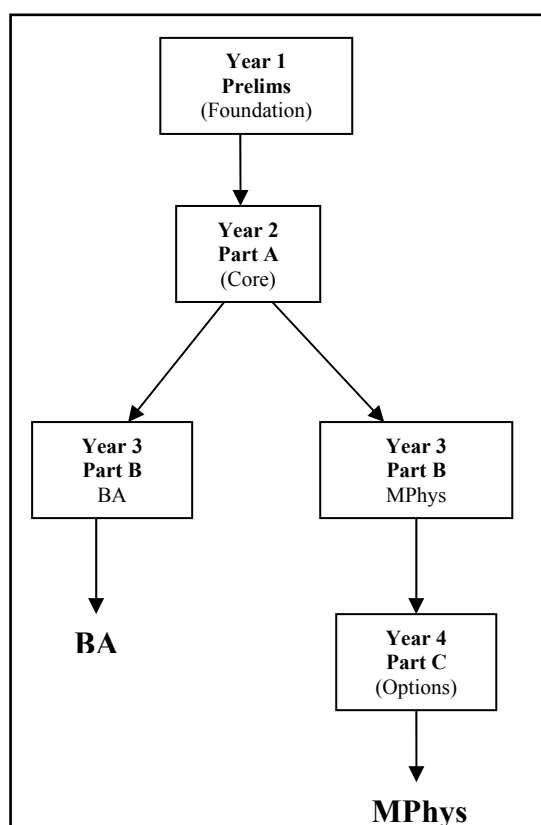 Year 1
Prelims
(Foundation)
Year 2
Part A
(Core)
Year 3
Part B
BA
Year 3
Part B
MPhys
BA
Year 4
Part C
(Options)
MPhys